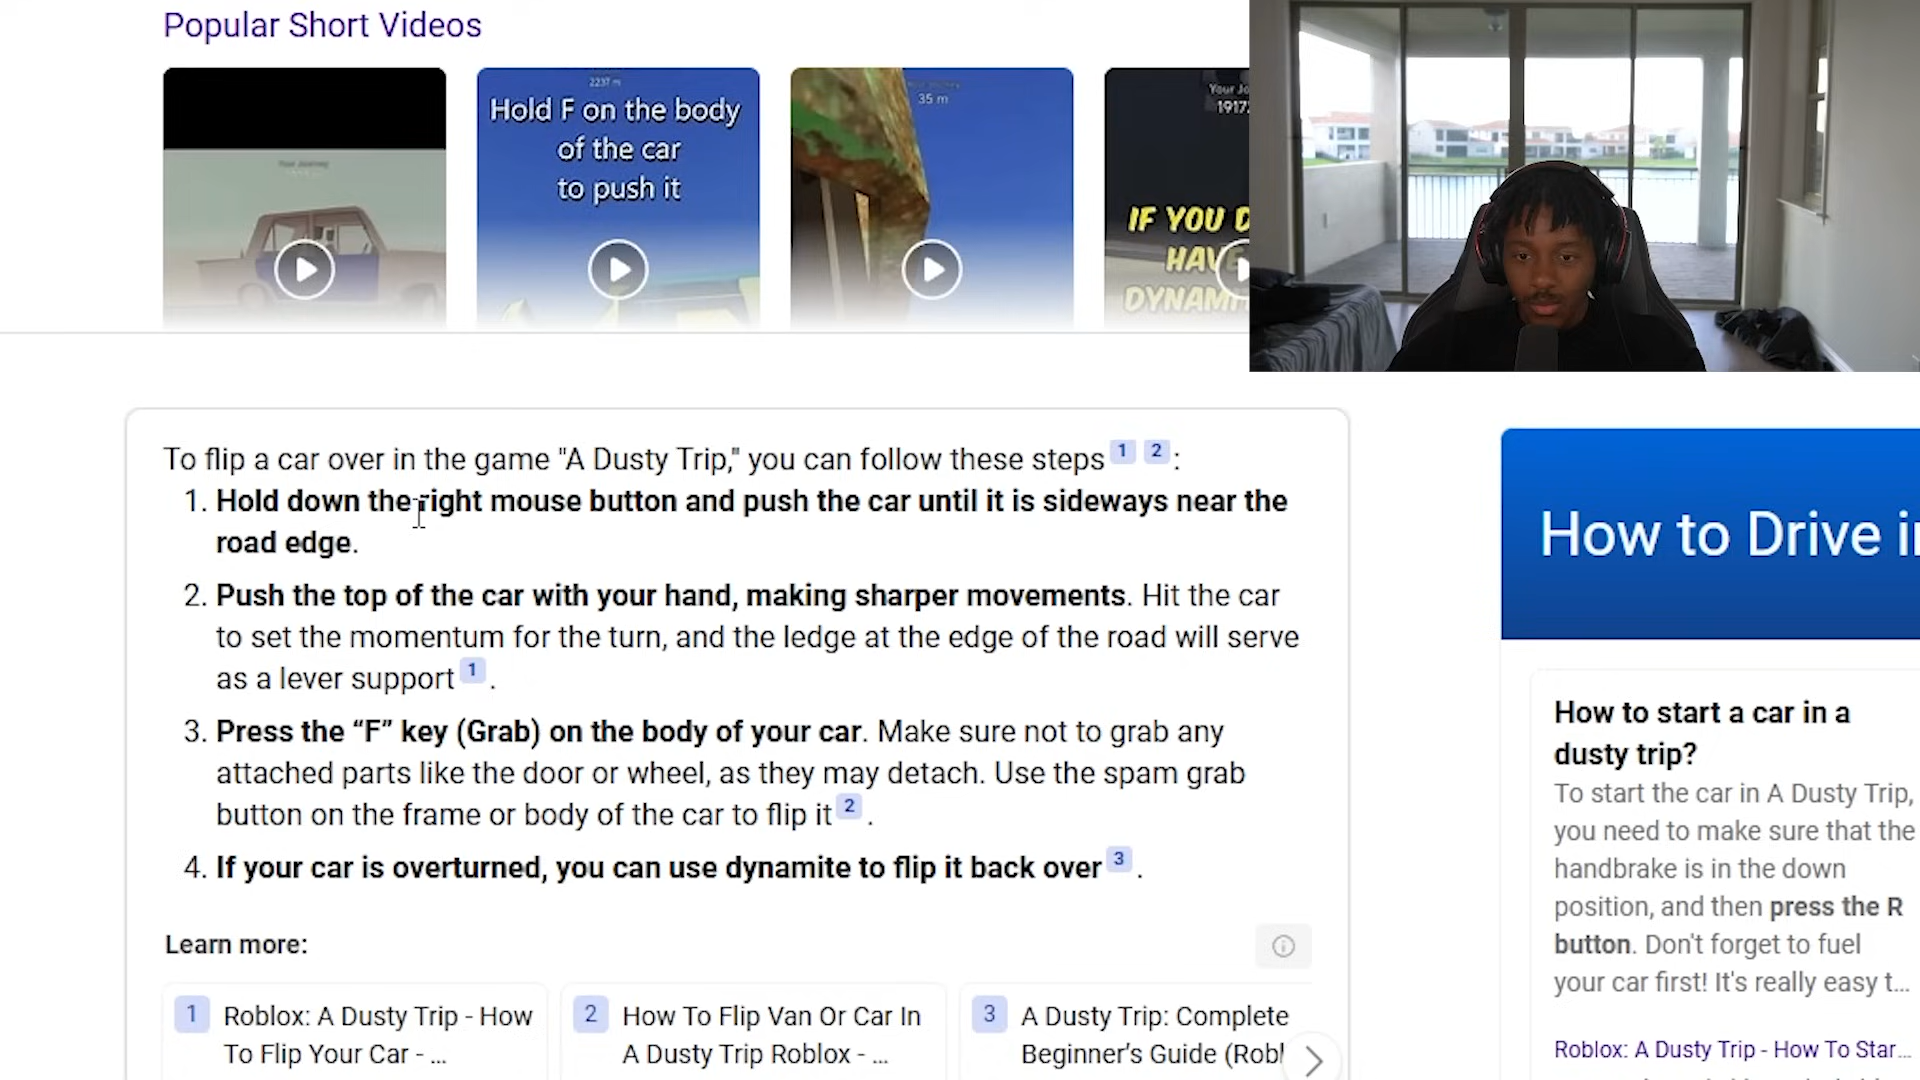 Popular Short Videos
2237 m
Hold F on the body
of the car
to push it
35 m
Your Jo
1917
IF YOU D
HAV
DYNAM
To flip a car over in the game "A Dusty Trip," you can follow these steps 1 2 :
1. Hold down the right mouse button and push the car until it is sideways near the
road edge.
2. Push the top of the car with your hand, making sharper movements. Hit the car
to set the momentum for the turn, and the ledge at the edge of the road will serve
as a lever support 1 .
3. Press the “F” key (Grab) on the body of your car. Make sure not to grab any
attached parts like the door or wheel, as they may detach. Use the spam grab
button on the frame or body of the car to flip it 2 .
4. If your car is overturned, you can use dynamite to flip it back over 3 .
Learn more:
1 Roblox: A Dusty Trip - How
To Flip Your Car - ...
2 How To Flip Van Or Car In
A Dusty Trip Roblox - ...
3 A Dusty Trip: Complete
Beginner’s Guide (Robl
How to Drive i
How to start a car in a
dusty trip?
To start the car in A Dusty Trip,
you need to make sure that the
handbrake is in the down
position, and then press the R
button. Don't forget to fuel
your car first! It's really easy t...
Roblox: A Dusty Trip - How To Star...